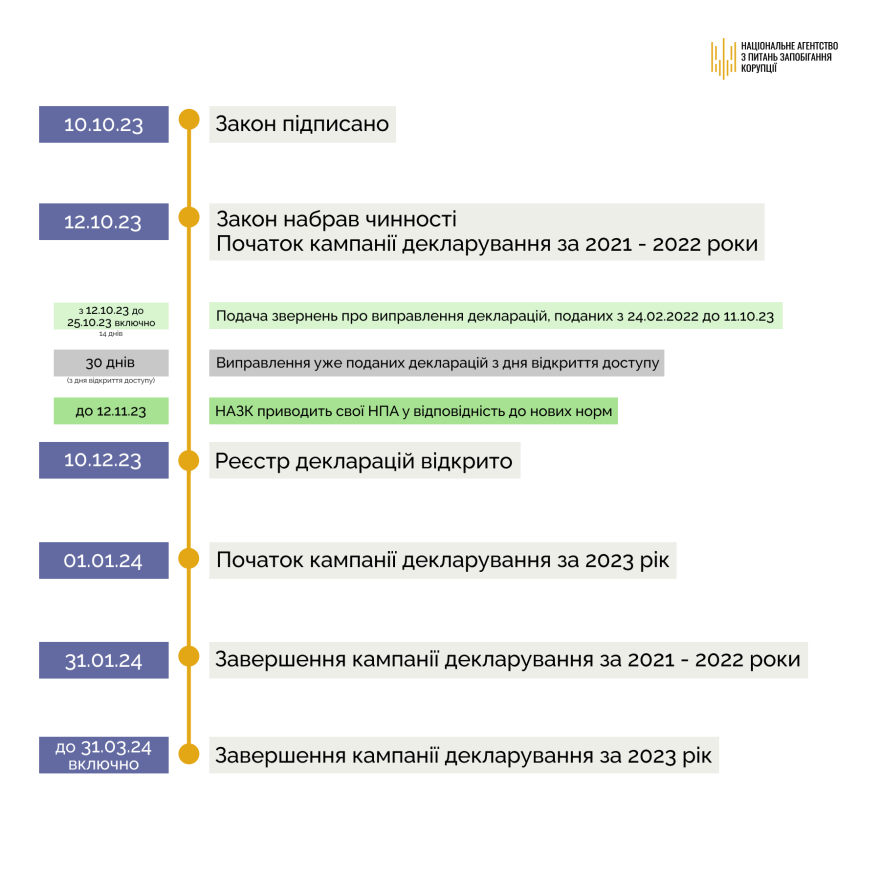 НАЦІОНАЛЬНЕ АГЕНТСТВО
З ПИТАНЬ ЗАПОБІГАННЯ
КОРУПЦІЇ
10.10.23
Закон підписано
12.10.23
Закон набрав чинності
Початок кампанії декларування за 2021 - 2022 роки
з 12.10.23 до
25.10.23 включно
14 днів
Подача звернень про виправлення декларацій, поданих з 24.02.2022 до 11.10.23
30 днів
(з дня відкриття доступу)
Виправлення уже поданих декларацій з дня відкриття доступу
до 12.11.23
НАЗК приводить свої НПА у відповідність до нових норм
10.12.23
Реєстр декларацій відкрито
01.01.24
Початок кампанії декларування за 2023 рік
31.01.24
Завершення кампанії декларування за 2021 - 2022 роки
до 31.03.24
включно
Завершення кампанії декларування за 2023 рік